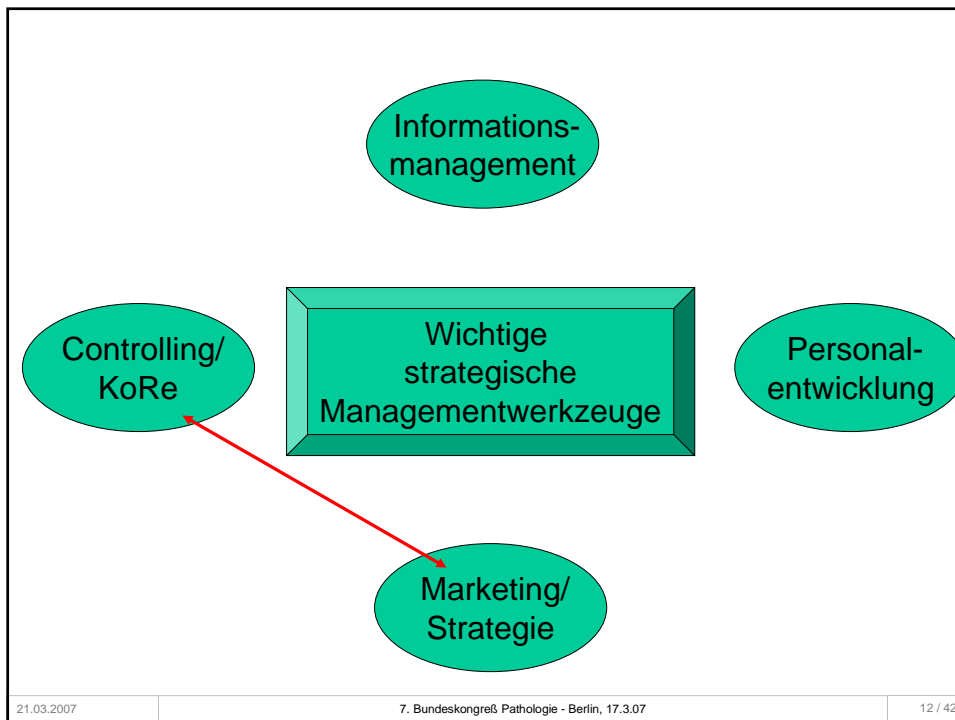 Informations-
management
Controlling/
KoRe
Wichtige
strategische
Managementwerkzeuge
Personal-
entwicklung
Marketing/
Strategie
21.03.2007
7. Bundeskongreß Pathologie - Berlin, 17.3.07
12 / 42